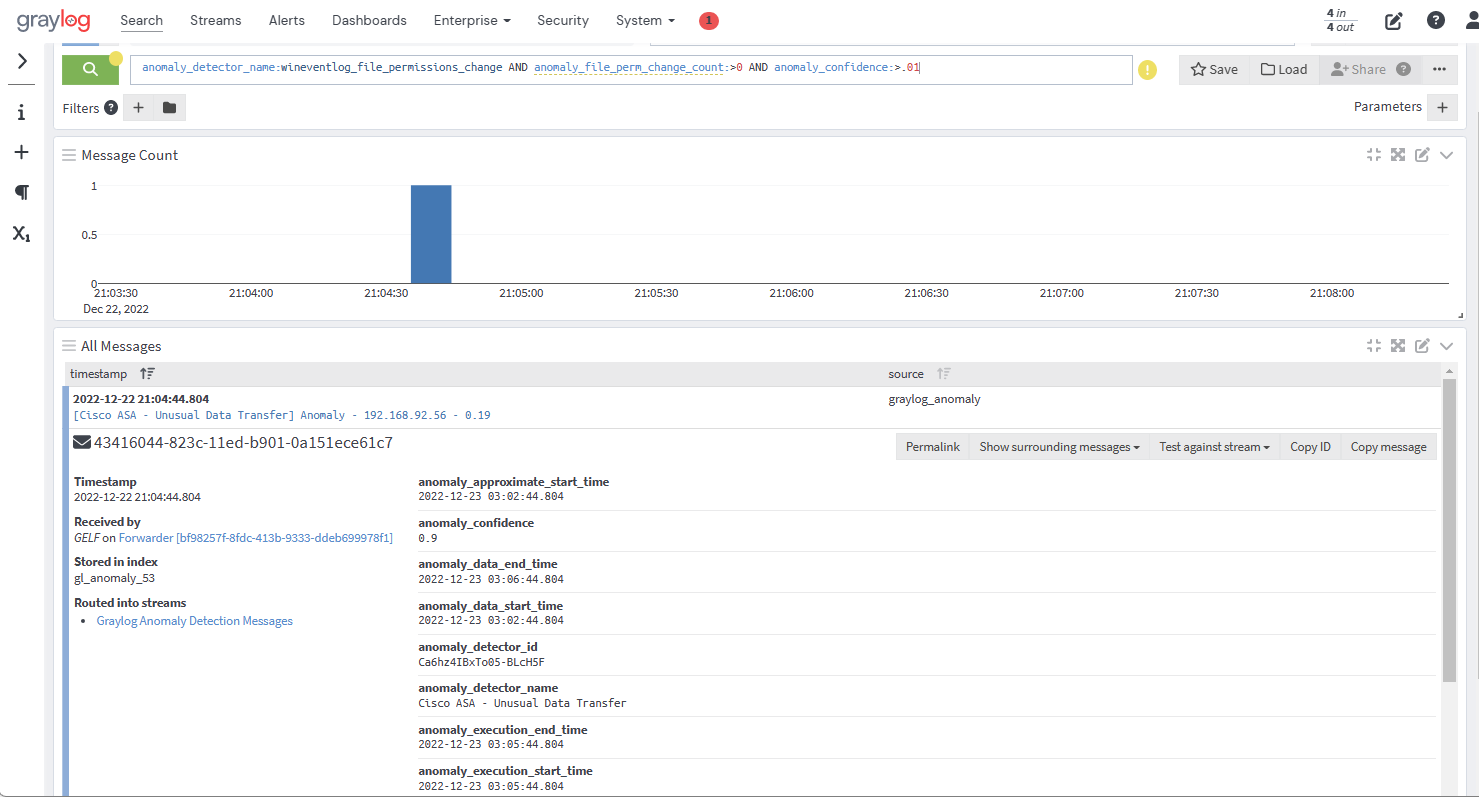 graylog
Search
Streams
Alerts
Dashboards
Enterprise
Security
System
1
4 in
4 out
?
anomaly_detector_name:wineventlog_file_permissions_change AND anomaly_file_perm_change_count:>0 AND anomaly_confidence:>.01
!
Save
Load
Share ?
...
Filters ? +
Parameters +
Message Count
1
0.5
0
21:03:30
21:04:00
21:04:30
21:05:00
21:05:30
21:06:00
21:06:30
21:07:00
21:07:30
21:08:00
Dec 22, 2022
All Messages
timestamp
source
2022-12-22 21:04:44.804
graylog_anomaly
[Cisco ASA - Unusual Data Transfer] Anomaly - 192.168.92.56 - 0.19
43416044-823c-11ed-b901-0a151ece61c7
Permalink
Show surrounding messages
Test against stream
Copy ID
Copy message
Timestamp
2022-12-22 21:04:44.804
Received by
GELF on Forwarder [bf98257f-8fdc-413b-9333-ddeb699978f1]
Stored in index
gl_anomaly_53
Routed into streams
• Graylog Anomaly Detection Messages
anomaly_approximate_start_time
2022-12-23 03:02:44.804
anomaly_confidence
0.9
anomaly_data_end_time
2022-12-23 03:06:44.804
anomaly_data_start_time
2022-12-23 03:02:44.804
anomaly_detector_id
Ca6hz4IBxTo05-BLcH5F
anomaly_detector_name
Cisco ASA - Unusual Data Transfer
anomaly_execution_end_time
2022-12-23 03:05:44.804
anomaly_execution_start_time
2022-12-23 03:05:44.804